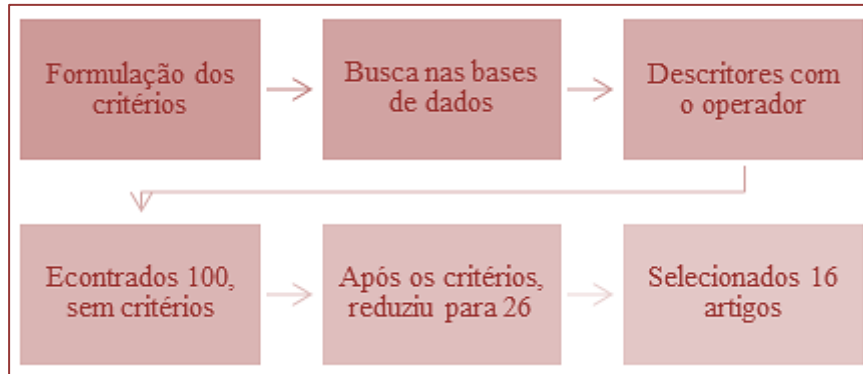 Formulação dos
critérios
Busca nas bases
de dados
Descritores com
o operador
Econtrados 100,
sem critérios
Após os critérios,
reduziu para 26
Selecionados 16
artigos